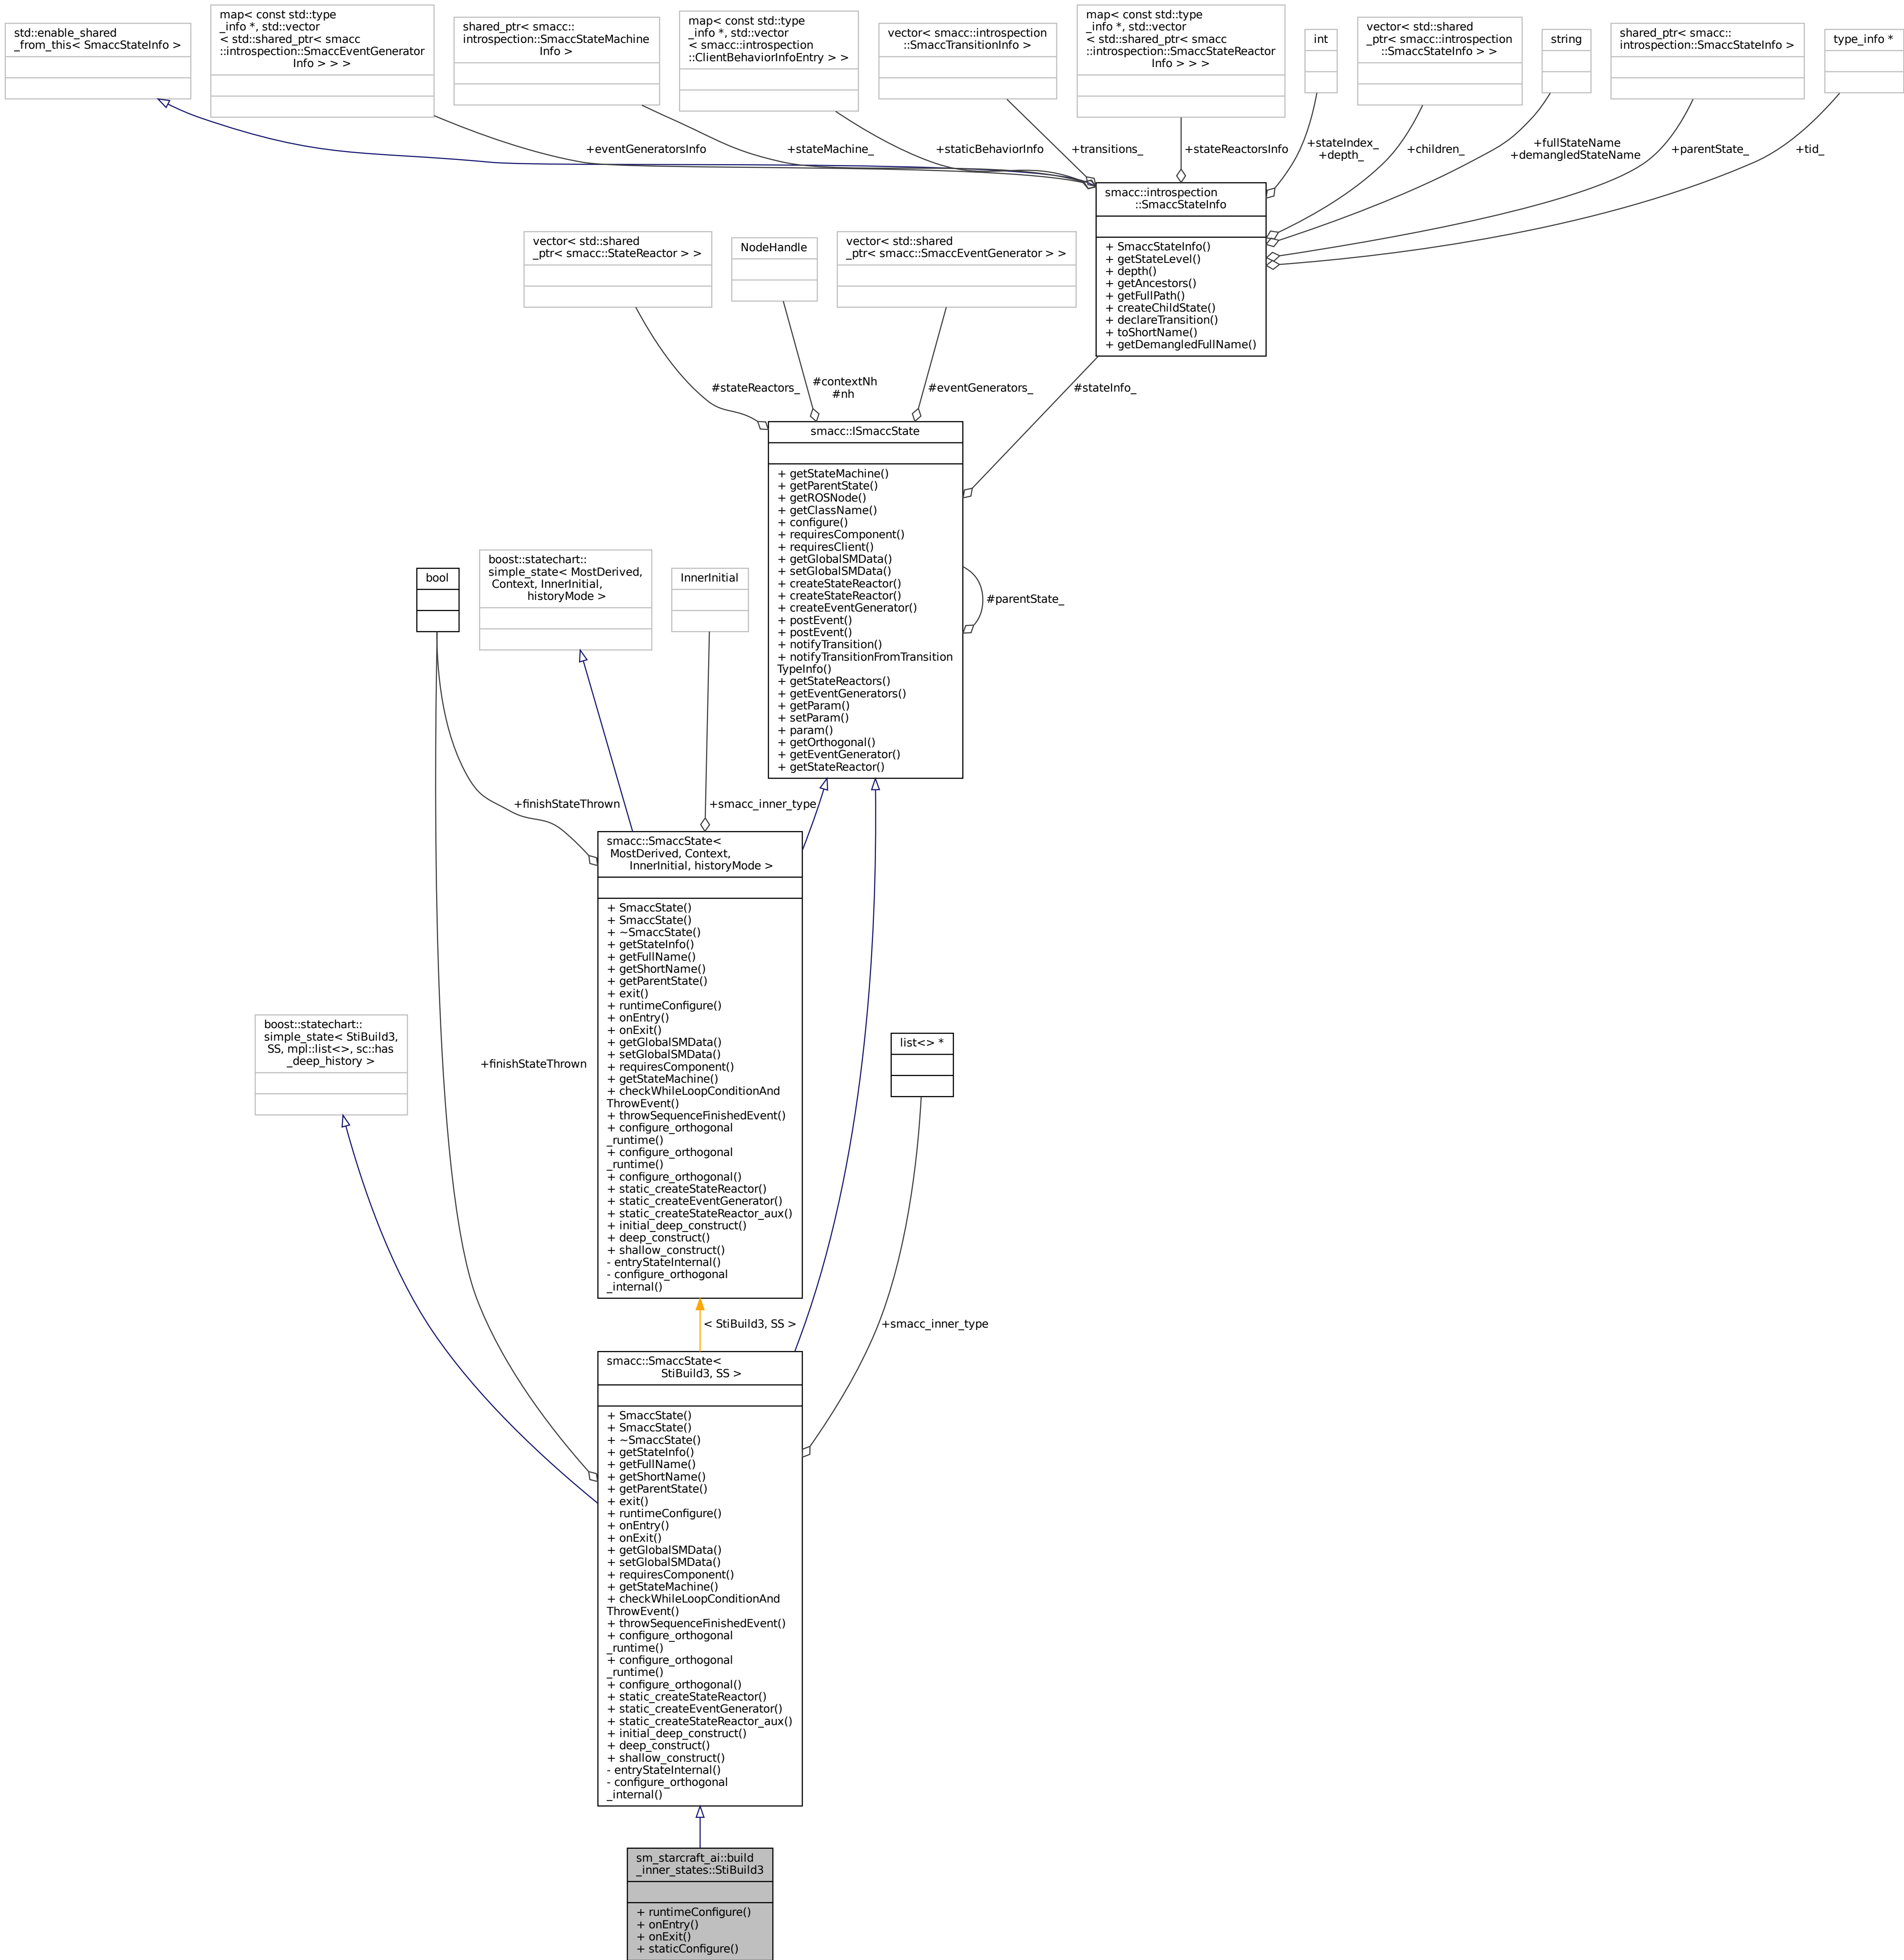 std::enable_shared
_from_this< SmaccStateInfo >
map< const std::type
_info *, std::vector
< std::shared_ptr< smacc
::introspection::SmaccEventGenerator
Info > > >
shared_ptr< smacc::
introspection::SmaccStateMachine
Info >
map< const std::type
_info *, std::vector
< smacc::introspection
::ClientBehaviorInfoEntry > >
vector< smacc::introspection
::SmaccTransitionInfo >
map< const std::type
_info *, std::vector
< std::shared_ptr< smacc
::introspection::SmaccStateReactor
Info > > >
int
vector< std::shared
_ptr< smacc::introspection
::SmaccStateInfo > >
string
shared_ptr< smacc::
introspection::SmaccStateInfo >
type_info *
+eventGeneratorsInfo
+stateMachine_
+staticBehaviorInfo
+transitions_
+stateReactorsInfo
+stateIndex_
+depth_
+children_
+fullStateName
+demangledStateName
+parentState_
+tid_
smacc::introspection
::SmaccStateInfo
+ SmaccStateInfo()
+ getStateLevel()
+ depth()
+ getAncestors()
+ getFullPath()
+ createChildState()
+ declareTransition()
+ toShortName()
+ getDemangledFullName()
vector< std::shared
_ptr< smacc::StateReactor > >
NodeHandle
vector< std::shared
_ptr< smacc::SmaccEventGenerator > >
#stateReactors_
#contextNh
#nh
#eventGenerators_
#stateInfo_
smacc::ISmaccState
+ getStateMachine()
+ getParentState()
+ getROSNode()
+ getClassName()
+ configure()
+ requiresComponent()
+ requiresClient()
+ getGlobalSMData()
+ setGlobalSMData()
+ createStateReactor()
+ createStateReactor()
+ createEventGenerator()
+ postEvent()
+ postEvent()
+ notifyTransition()
+ notifyTransitionFromTransition
TypeInfo()
+ getStateReactors()
+ getEventGenerators()
+ getParam()
+ setParam()
+ param()
+ getOrthogonal()
+ getEventGenerator()
+ getStateReactor()
#parentState_
bool
boost::statechart::
simple_state< MostDerived,
Context, InnerInitial,
historyMode >
InnerInitial
+finishStateThrown
+smacc_inner_type
smacc::SmaccState<
MostDerived, Context,
InnerInitial, historyMode >
+ SmaccState()
+ SmaccState()
+ ~SmaccState()
+ getStateInfo()
+ getFullName()
+ getShortName()
+ getParentState()
+ exit()
+ runtimeConfigure()
+ onEntry()
+ onExit()
+ getGlobalSMData()
+ setGlobalSMData()
+ requiresComponent()
+ getStateMachine()
+ checkWhileLoopConditionAnd
ThrowEvent()
+ throwSequenceFinishedEvent()
+ configure_orthogonal
_runtime()
+ configure_orthogonal
_runtime()
+ configure_orthogonal()
+ static_createStateReactor()
+ static_createEventGenerator()
+ static_createStateReactor_aux()
+ initial_deep_construct()
+ deep_construct()
+ shallow_construct()
- entryStateInternal()
- configure_orthogonal
_internal()
boost::statechart::
simple_state< StiBuild3,
SS, mpl::list<>, sc::has
_deep_history >
+finishStateThrown
list<> *
< StiBuild3, SS >
+smacc_inner_type
smacc::SmaccState<
StiBuild3, SS >
+ SmaccState()
+ SmaccState()
+ ~SmaccState()
+ getStateInfo()
+ getFullName()
+ getShortName()
+ getParentState()
+ exit()
+ runtimeConfigure()
+ onEntry()
+ onExit()
+ getGlobalSMData()
+ setGlobalSMData()
+ requiresComponent()
+ getStateMachine()
+ checkWhileLoopConditionAnd
ThrowEvent()
+ throwSequenceFinishedEvent()
+ configure_orthogonal
_runtime()
+ configure_orthogonal
_runtime()
+ configure_orthogonal()
+ static_createStateReactor()
+ static_createEventGenerator()
+ static_createStateReactor_aux()
+ initial_deep_construct()
+ deep_construct()
+ shallow_construct()
- entryStateInternal()
- configure_orthogonal
_internal()
sm_starcraft_ai::build
_inner_states::StiBuild3
+ runtimeConfigure()
+ onEntry()
+ onExit()
+ staticConfigure()